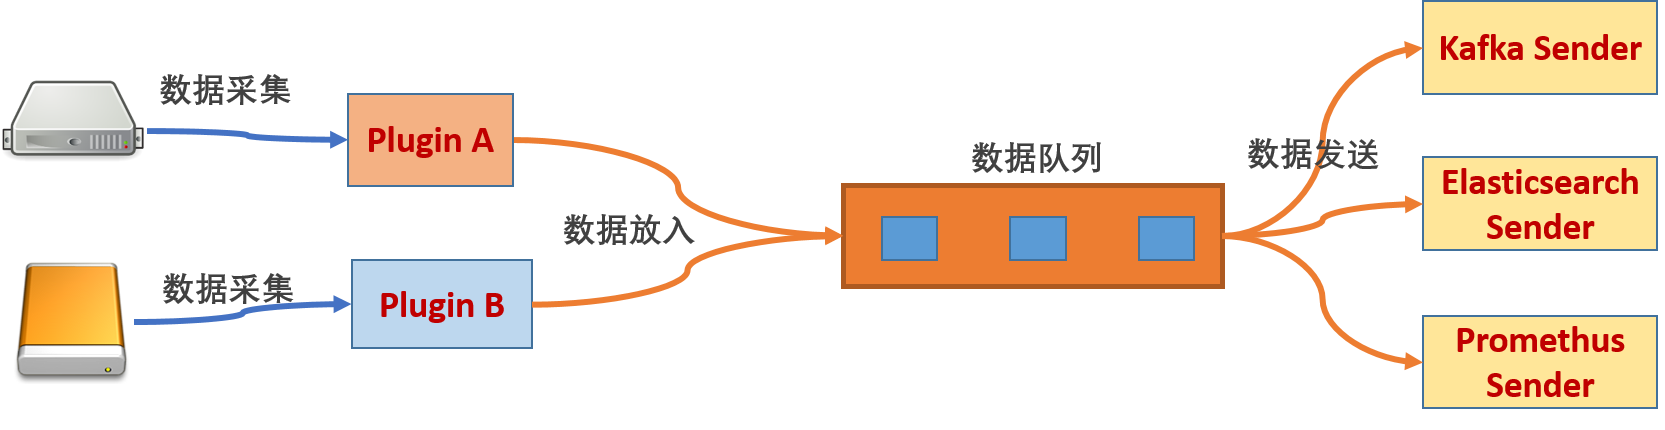 数据采集
Plugin A
数据采集
Plugin B
数据放入
数据队列
数据发送
Kafka Sender
Elasticsearch
Sender
Promethus
Sender